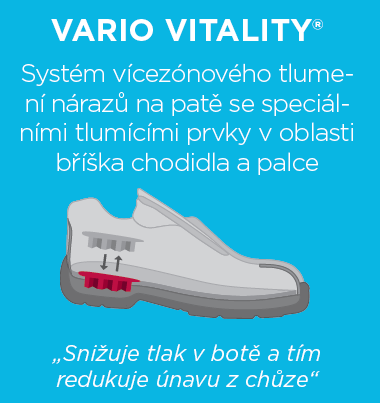 VARIO VITALITY®
Systém vícezónového tlume-
ní nárazů na patě se speciál-
ními tlumícími prvky v oblasti
bříška chodidla a palce
„Snižuje tlak v botě a tím
redukuje únavu z chůze“